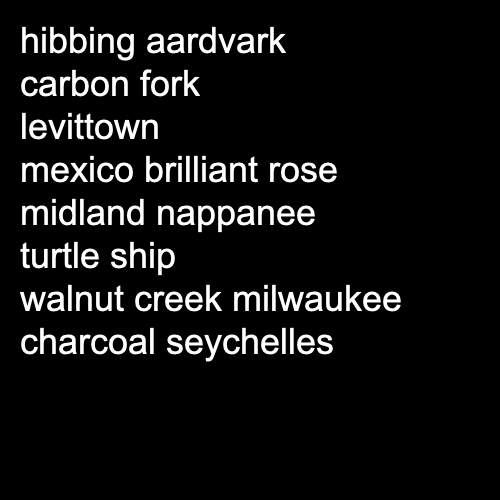 hibbing aardvark
carbon fork
levittown
mexico brilliant rose
midland nappanee
turtle ship
walnut creek milwaukee
charcoal seychelles